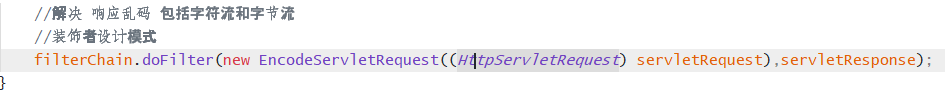 //解决 响应乱码 包括字符流和字节流
//装饰者设计模式
filterChain.doFilter(new EncodeServletRequest((HttpServletRequest) servletRequest),servletResponse);
}